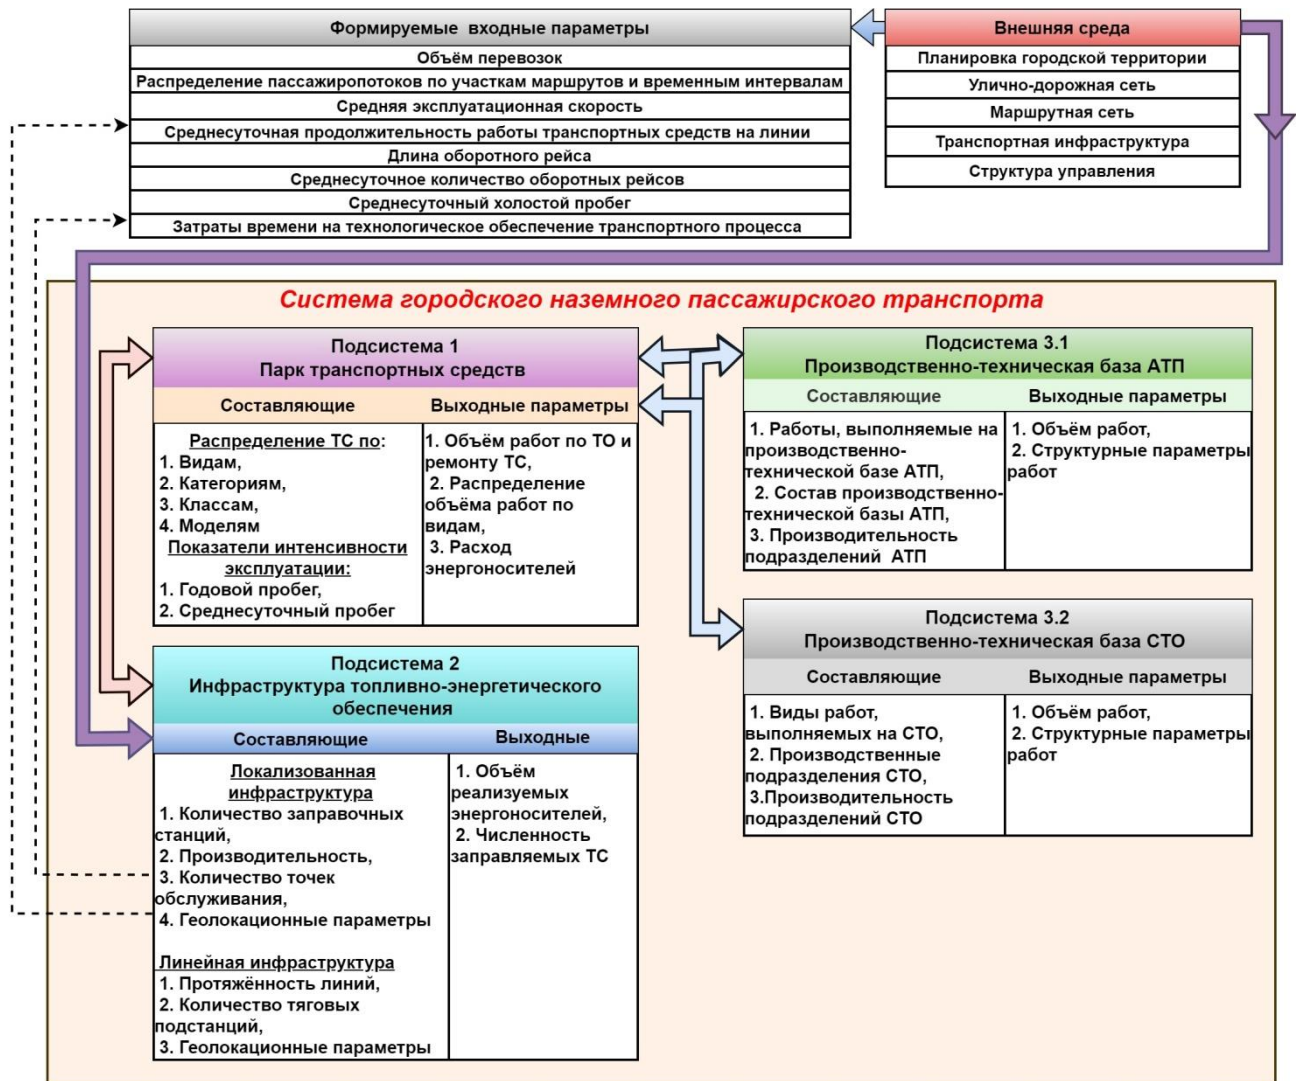 Формируемые входные параметры
Объём перевозок
Распределение пассажиропотоков по участкам маршрутов и временным интервалам
Средняя эксплуатационная скорость
Среднесуточная продолжительность работы транспортных средств на линии
Длина оборотного рейса
Среднесуточное количество оборотных рейсов
Среднесуточный холостой пробег
Затраты времени на технологическое обеспечение транспортного процесса
Внешняя среда
Планировка городской территории
Улично-дорожная сеть
Маршрутная сеть
Транспортная инфраструктура
Структура управления
Система городского наземного пассажирского транспорта
Подсистема 1
Парк транспортных средств
Составляющие
Выходные параметры
Распределение ТС по:
1. Видам,
2. Категориям,
3. Классам,
4. Моделям
Показатели интенсивности
эксплуатации:
1. Годовой пробег,
2. Среднесуточный пробег
1. Объём работ по ТО и
ремонту ТС,
2. Распределение
объёма работ по
видам,
3. Расход
энергоносителей
Подсистема 3.1
Производственно-техническая база АТП
Составляющие
Выходные параметры
1. Работы, выполняемые на
производственно-
технической базе АТП,
2. Состав производственно-
технической базы АТП,
3. Производительность
подразделений АТП
1. Объём работ,
2. Структурные параметры
работ
Подсистема 2
Инфраструктура топливно-энергетического
обеспечения
Составляющие
Выходные
Локализованная
инфраструктура
1. Количество заправочных
станций,
2. Производительность,
3. Количество точек
обслуживания,
4. Геолокационные параметры
Линейная инфраструктура
1. Протяжённость линий,
2. Количество тяговых
подстанций,
3. Геолокационные параметры
1. Объём
реализуемых
энергоносителей,
2. Численность
заправляемых ТС
Подсистема 3.2
Производственно-техническая база СТО
Составляющие
Выходные параметры
1. Виды работ,
выполняемых на СТО,
2. Производственные
подразделения СТО,
3.Производительность
подразделений СТО
1. Объём работ,
2. Структурные параметры
работ